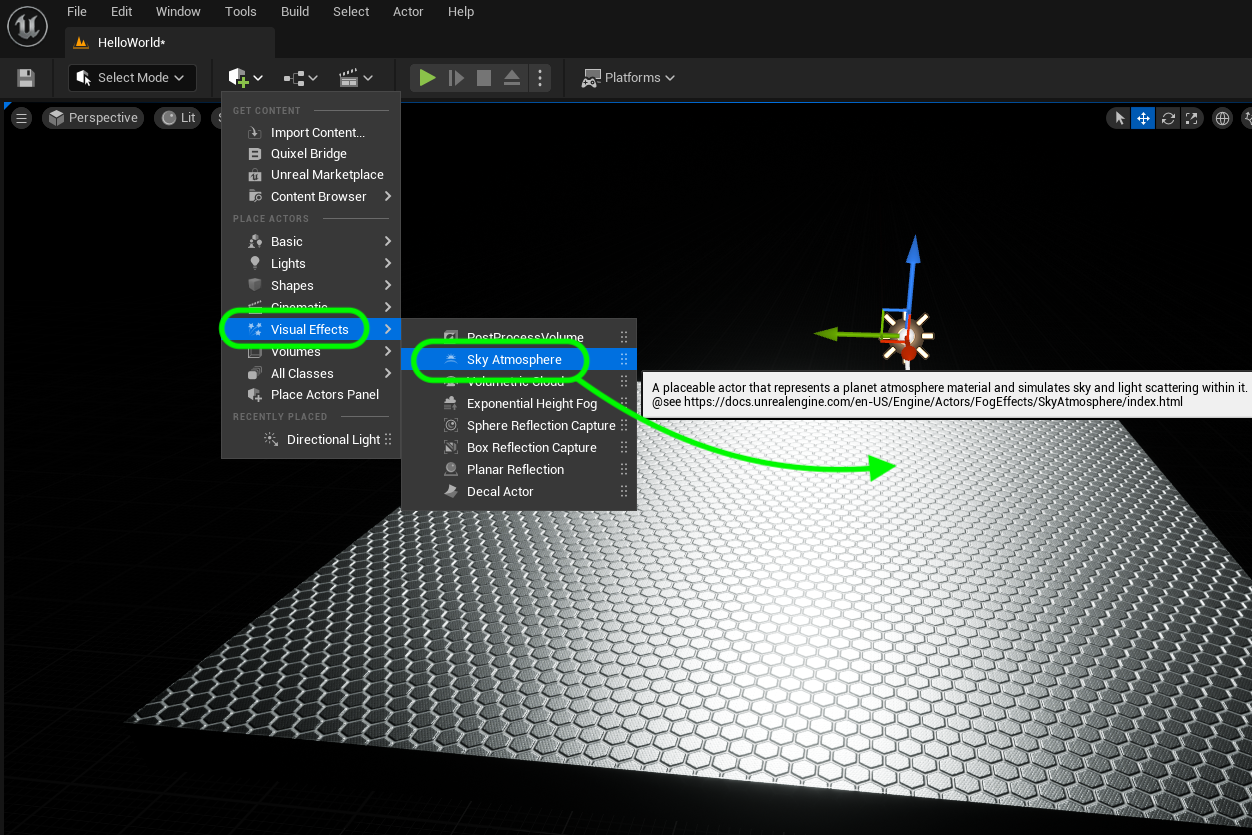 File Edit Window Tools Build Select Actor Help
HelloWorld*
Select Mode
Platforms
Perspective
Lit
GET CONTENT
Import Content...
Quixel Bridge
Unreal Marketplace
Content Browser
PLACE ACTORS
Basic
Lights
Shapes
Cinematic
Visual Effects
Volumes
All Classes
Place Actors Panel
RECENTLY PLACED
Directional Light
PostProcessVolume
Sky Atmosphere
Volumetric Cloud
Exponential Height Fog
Sphere Reflection Capture
Box Reflection Capture
Planar Reflection
Decal Actor
A placeable actor that represents a planet atmosphere material and simulates sky and light scattering within it.
@see https://docs.unrealengine.com/en-US/Engine/Actors/FogEffects/SkyAtmosphere/index.html